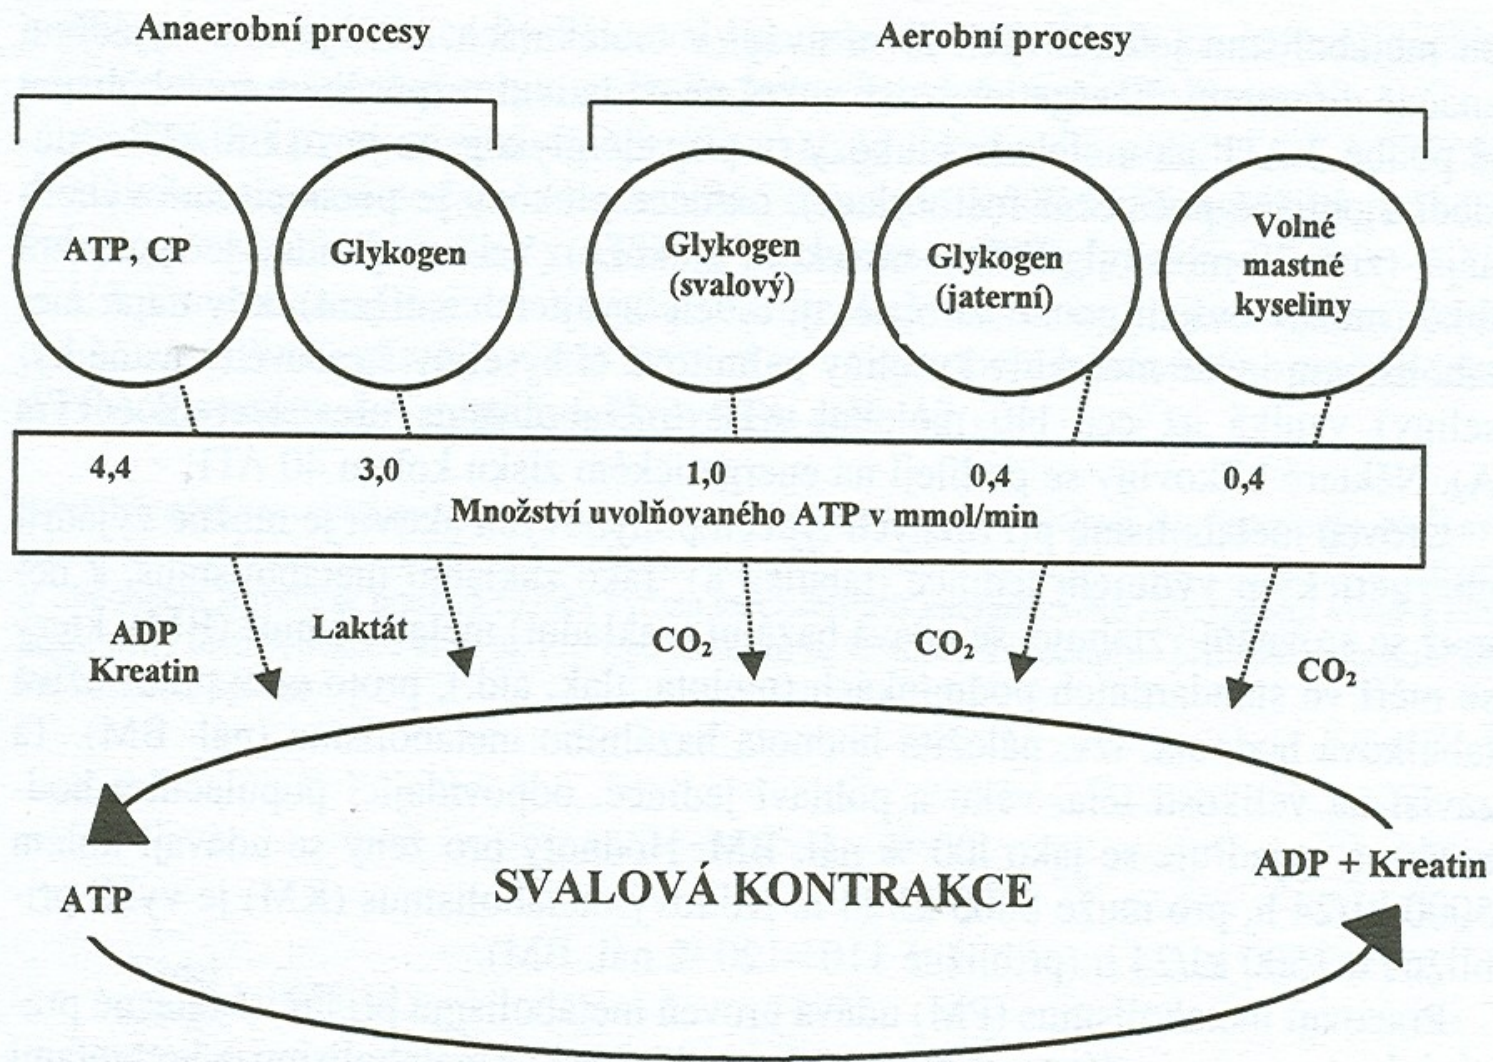 Anaerobní procesy
Aerobní procesy
ATP, CP
Glykogen
Glykogen
(svalový)
Glykogen
(jaterní)
Volné
mastné
kyseliny
4,4 3,0 1,0 0,4 0,4
Množství uvolňovaného ATP v mmol/min
ADP
Kreatin
Laktát
CO₂
CO₂
CO₂
ATP
SVALOVÁ KONTRAKCE
ADP + Kreatin